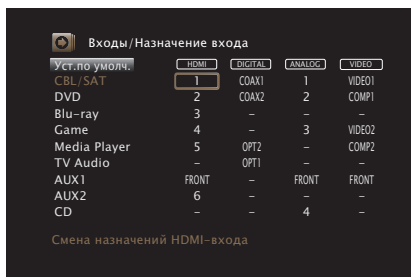 Входы/Назначение входа
Уст.по умолч. HDMI DIGITAL ANALOG VIDEO
CBL/SAT 1 COAX1 1 VIDEO1
DVD 2 COAX2 2 COMP1
Blu-ray 3 – – –
Game 4 – 3 VIDEO2
Media Player 5 OPT2 – COMP2
TV Audio – OPT1 – –
AUX1 FRONT – FRONT FRONT
AUX2 6 – – –
CD – – 4 –
Смена назначений HDMI-входа